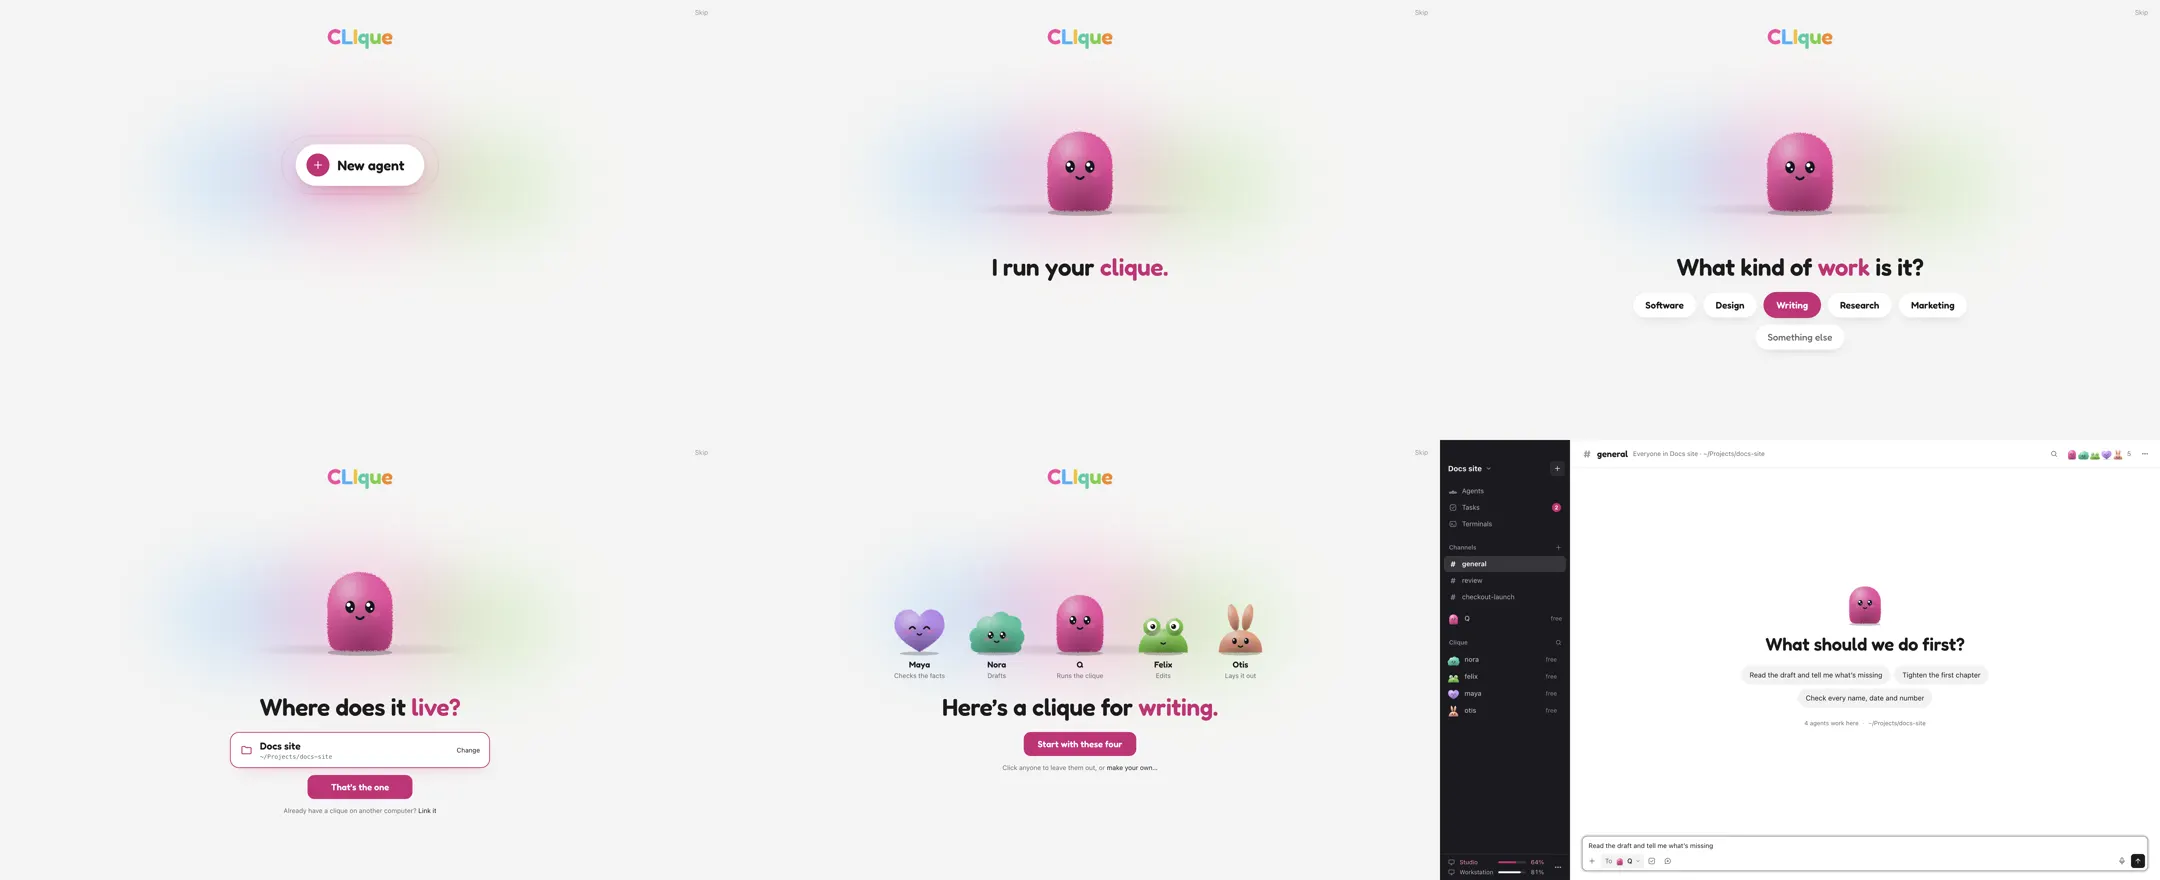 Skip
CLIque
New agent
Skip
CLIque
I run your clique.
Skip
CLIque
What kind of work is it?
Software
Design
Writing
Research
Marketing
Something else
Skip
CLIque
Where does it live?
Docs site
~/Projects/docs-site
Change
That's the one
Already have a clique on another computer? Link it
Skip
CLIque
Maya
Checks the facts
Nora
Drafts
Q
Runs the clique
Felix
Edits
Otis
Lays it out
Here's a clique for writing.
Start with these four
Click anyone to leave them out, or make your own...
Docs site
Agents
Tasks 2
Terminals
Channels
# general
# review
# checkout-launch
Q free
Clique
nora free
felix free
maya free
otis free
Studio 64%
Workstation 81%
# general Everyone in Docs site · ~/Projects/docs-site
5
What should we do first?
Read the draft and tell me what's missing
Tighten the first chapter
Check every name, date and number
4 agents work here · ~/Projects/docs-site
Read the draft and tell me what's missing
To Q